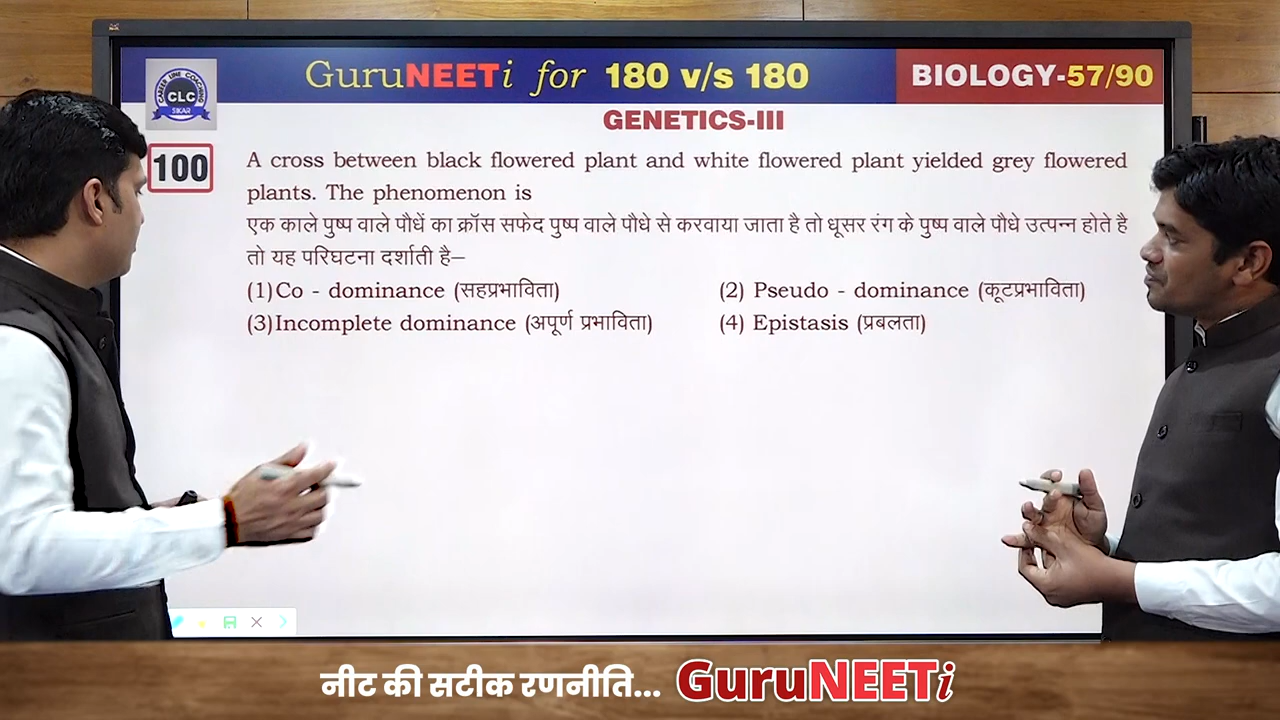 GuruNEETi for 180 v/s 180
BIOLOGY-57/90
CAREER LINE COACHING
CLC
SIKAR
GENETICS-III
100
A cross between black flowered plant and white flowered plant yielded grey flowered
plants. The phenomenon is
एक काले पुष्प वाले पौधें का क्रॉस सफेद पुष्प वाले पौधे से करवाया जाता है तो धूसर रंग के पुष्प वाले पौधे उत्पन्न होते है
तो यह परिघटना दर्शाती है–
(1)Co - dominance (सहप्रभाविता)
(2) Pseudo - dominance (कूटप्रभाविता)
(3)Incomplete dominance (अपूर्ण प्रभाविता)
(4) Epistasis (प्रबलता)
नीट की सटीक रणनीति... GuruNEETi